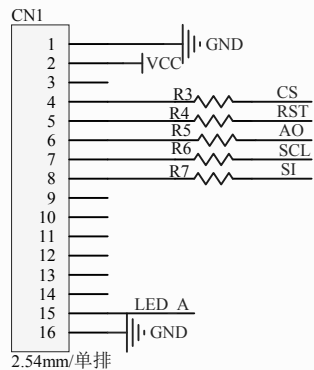 CN1
1 GND
2 VCC
3
4 R3 CS
5 R4 RST
6 R5 AO
7 R6 SCL
8 R7 SI
9
10
11
12
13
14
15 LED_A
16 GND
2.54mm/单排